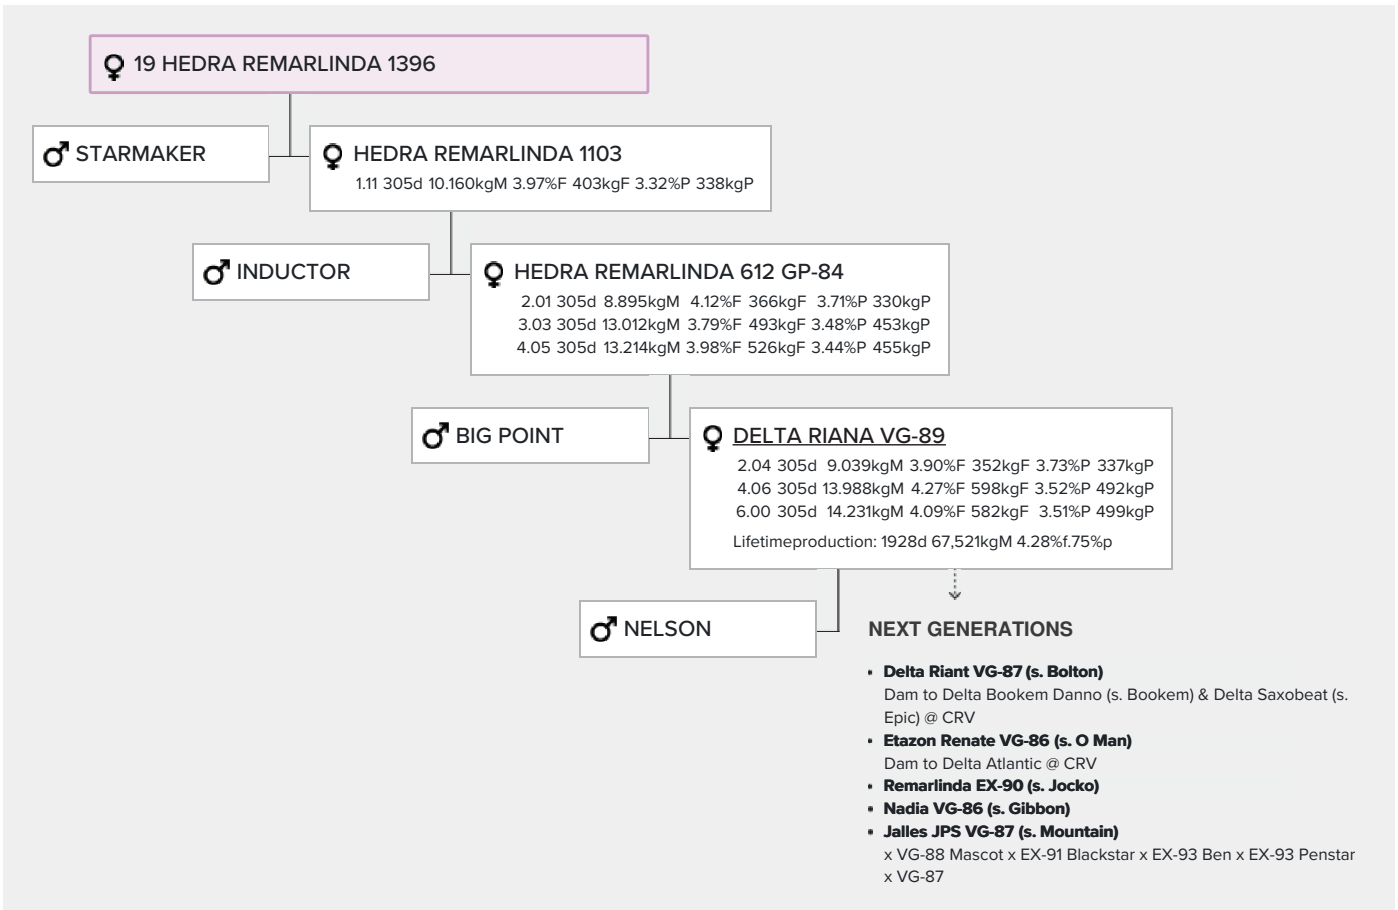 19 HEDRA REMARLINDA 1396
STARMAKER
HEDRA REMARLINDA 1103
1.11 305d 10.160kgM 3.97%F 403kgF 3.32%P 338kgP
INDUCTOR
HEDRA REMARLINDA 612 GP-84
2.01 305d 8.895kgM 4.12%F 366kgF 3.71%P 330kgP
3.03 305d 13.012kgM 3.79%F 493kgF 3.48%P 453kgP
4.05 305d 13.214kgM 3.98%F 526kgF 3.44%P 455kgP
BIG POINT
DELTA RIANA VG-89
2.04 305d 9.039kgM 3.90%F 352kgF 3.73%P 337kgP
4.06 305d 13.988kgM 4.27%F 598kgF 3.52%P 492kgP
6.00 305d 14.231kgM 4.09%F 582kgF 3.51%P 499kgP
Lifetimeproduction: 1928d 67,521kgM 4.28%f.75%p
NELSON
NEXT GENERATIONS
• Delta Riant VG-87 (s. Bolton)
Dam to Delta Bookem Danno (s. Bookem) & Delta Saxobeat (s.
Epic) @ CRV
• Etazon Renate VG-86 (s. O Man)
Dam to Delta Atlantic @ CRV
• Remarlinda EX-90 (s. Jocko)
• Nadia VG-86 (s. Gibbon)
• Jalles JPS VG-87 (s. Mountain)
x VG-88 Mascot x EX-91 Blackstar x EX-93 Ben x EX-93 Penstar
x VG-87